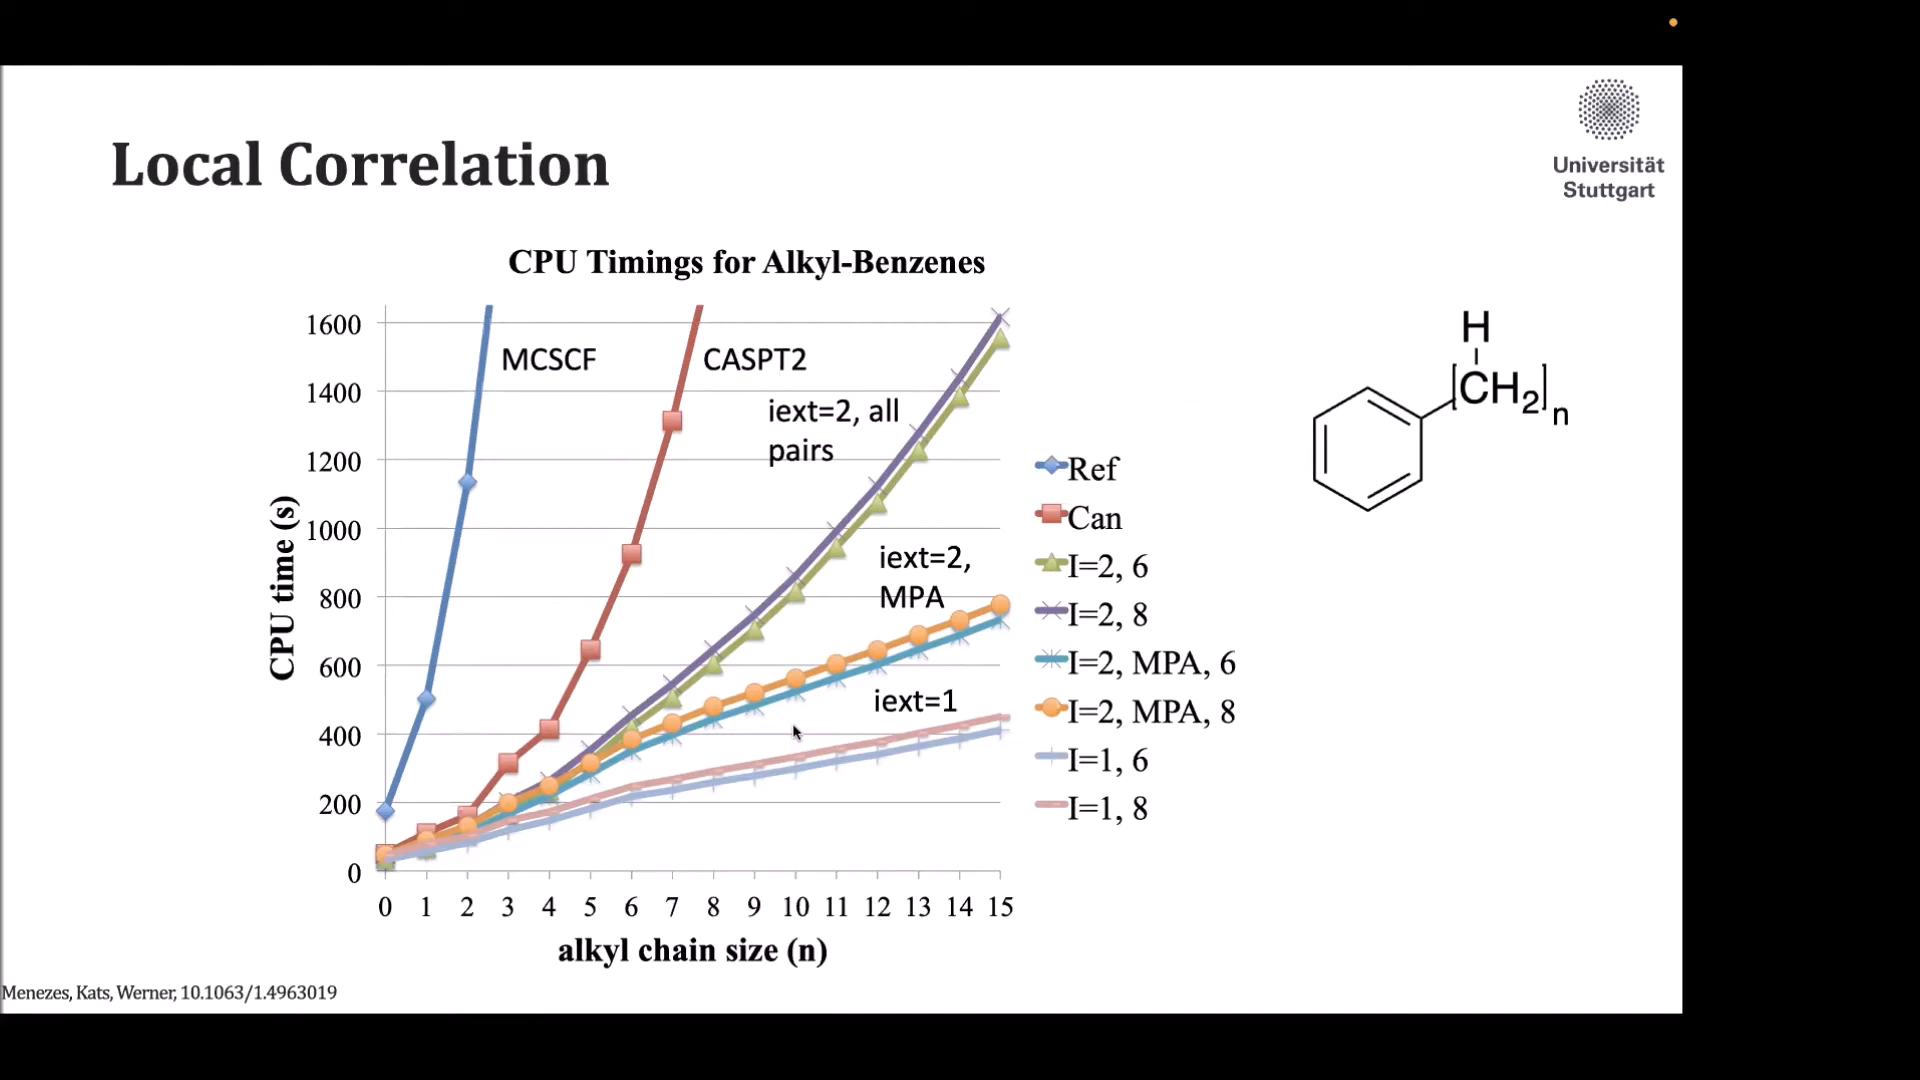 Universität
Stuttgart
Local Correlation
CPU Timings for Alkyl-Benzenes
1600
1400
1200
1000
800
600
400
200
0
CPU time (s)
MCSCF
CASPT2
iext=2, all
pairs
iext=2,
MPA
iext=1
0 1 2 3 4 5 6 7 8 9 10 11 12 13 14 15
alkyl chain size (n)
Ref
Can
I=2, 6
I=2, 8
I=2, MPA, 6
I=2, MPA, 8
I=1, 6
I=1, 8
H
[CH₂]n
Menezes, Kats, Werner, 10.1063/1.4963019